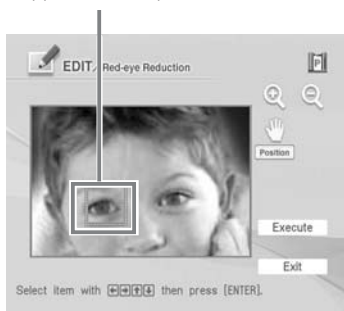 EDIT/Red-eye Reduction
P
Position
Execute
Exit
Select item with ←→↑↓ then press [ENTER].